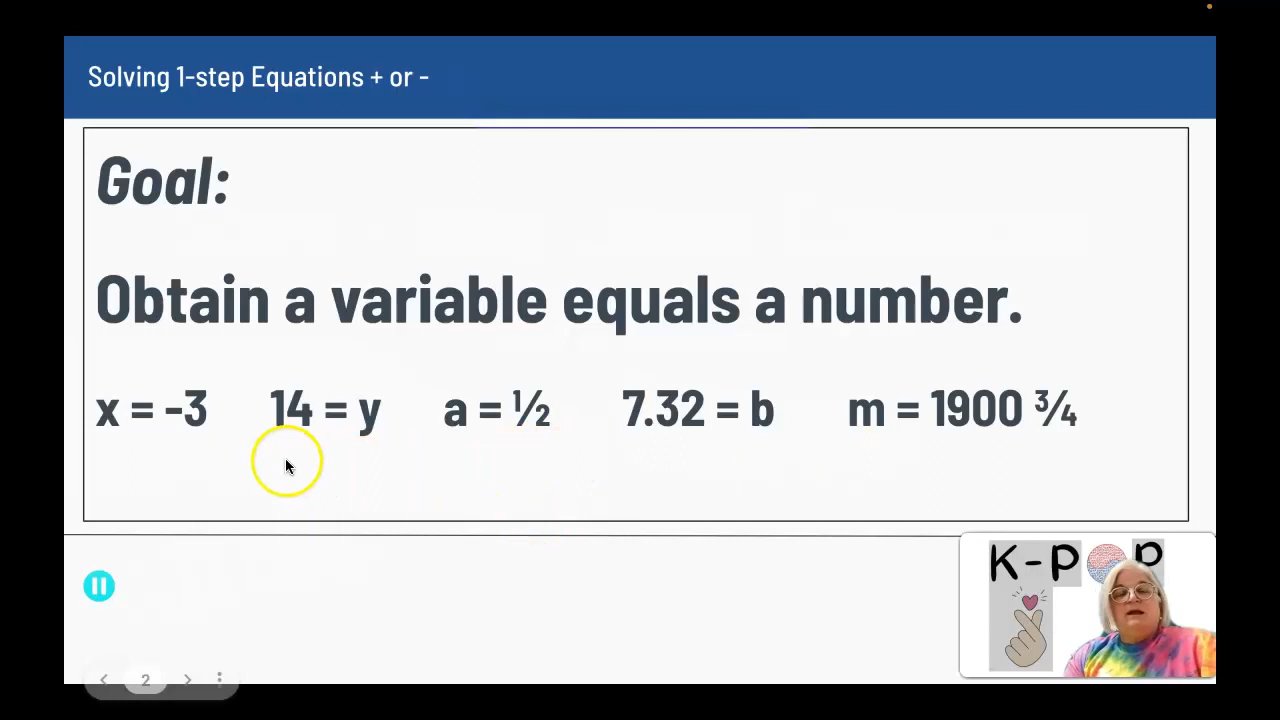 Solving 1-step Equations + or -
Goal:
Obtain a variable equals a number.
x = -3 14 = y a = ½ 7.32 = b m = 1900 ¾
K-P P
2